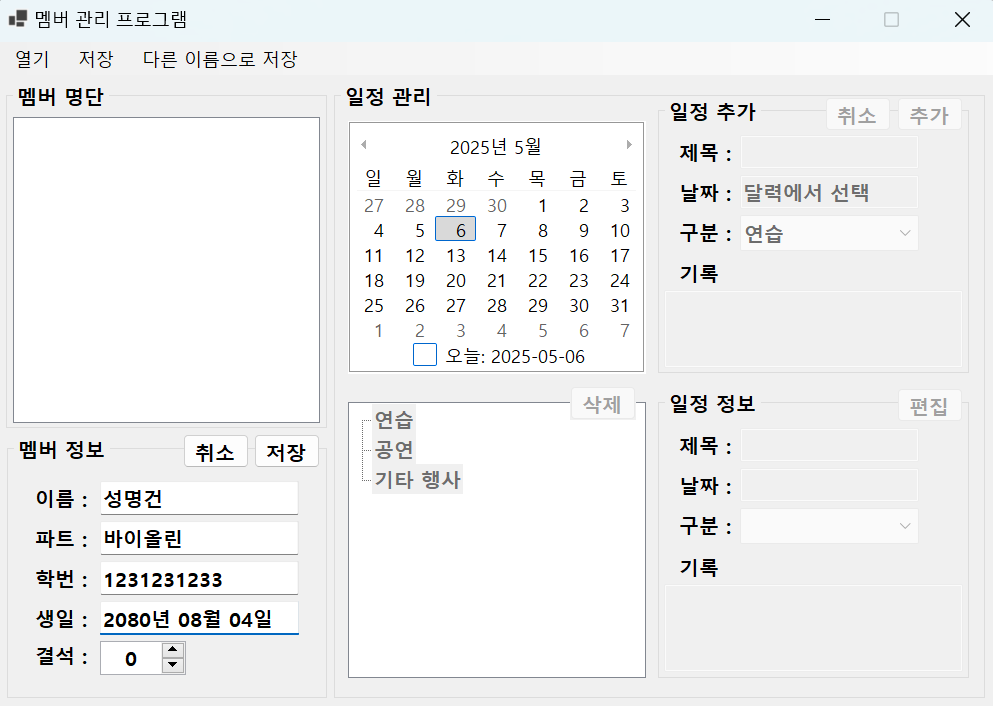 멤버 관리 프로그램
열기 저장 다른 이름으로 저장
멤버 명단
멤버 정보 취소 저장
이름 : 성명건
파트 : 바이올린
학번 : 1231231233
생일 : 2080년 08월 04일
결석 : 0
일정 관리
2025년 5월
일 월 화 수 목 금 토
27 28 29 30 1 2 3
4 5 6 7 8 9 10
11 12 13 14 15 16 17
18 19 20 21 22 23 24
25 26 27 28 29 30 31
1 2 3 4 5 6 7
오늘: 2025-05-06
삭제
연습
공연
기타 행사
일정 추가 취소 추가
제목 :
날짜 : 달력에서 선택
구분 : 연습
기록
일정 정보 편집
제목 :
날짜 :
구분 :
기록